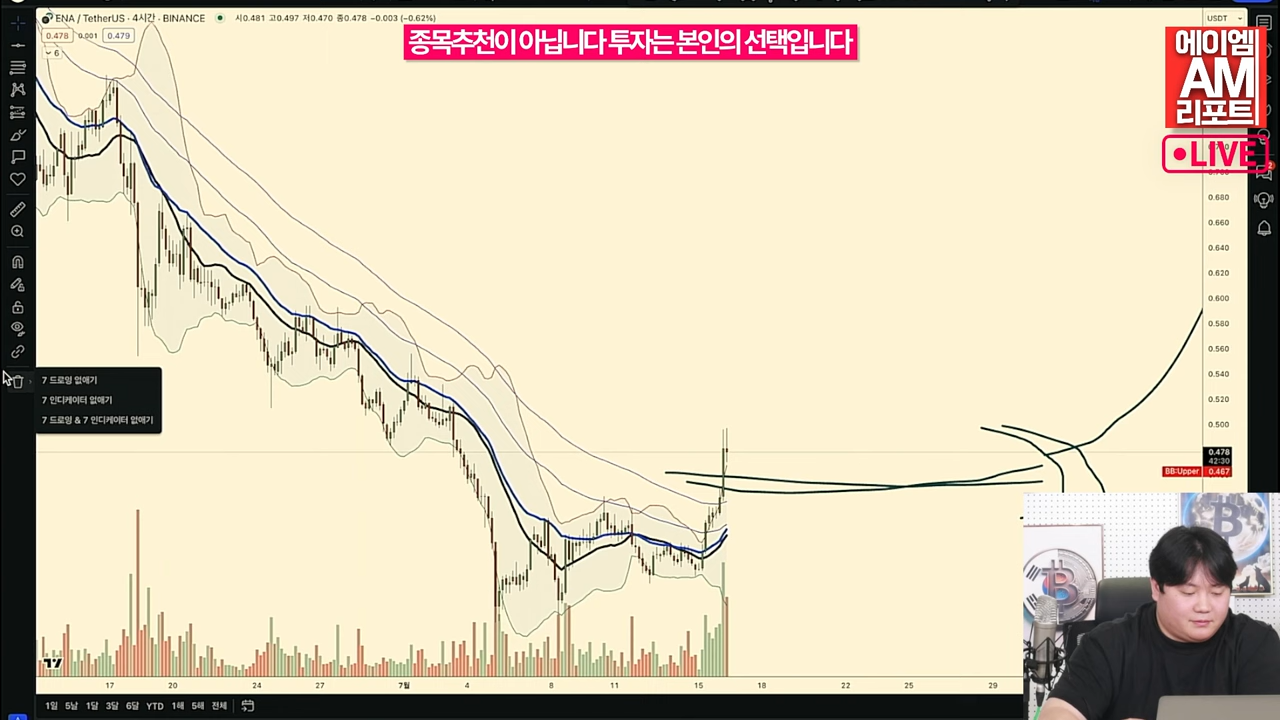 ENA / TetherUS · 4시간 · BINANCE
시0.481 고0.497 저0.470 종0.478 −0.003 (−0.62%)
0.478
0.001
0.479
6
종목추천이 아닙니다 투자는 본인의 선택입니다
에이엠
AM
리포트
LIVE
USDT
2
0.680
0.660
0.640
0.620
0.600
0.580
0.560
0.540
0.520
0.500
0.478
42:30
BB:Upper 0.467
7 드로잉 없애기
7 인디케이터 없애기
7 드로잉 & 7 인디케이터 없애기
17 20 24 27 7월 4 8 11 15 18 22 25 29
1일 5날 1달 3달 6달 YTD 1해 5해 전체